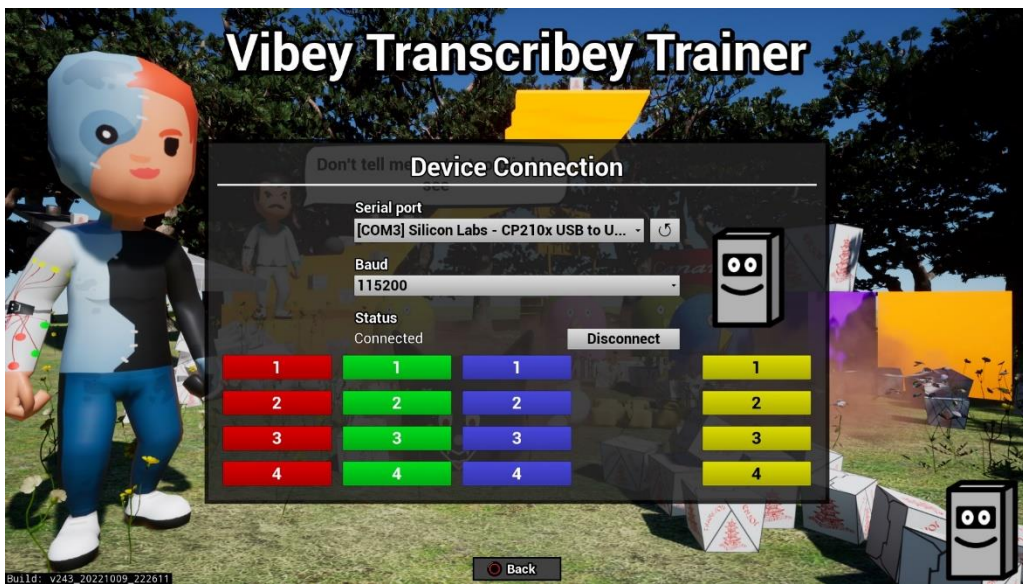 Vibey Transcribey Trainer
Don't tell me
see
Device Connection
Serial port
[COM3] Silicon Labs - CP210x USB to U...
Baud
115200
Status
Connected
Disconnect
1 1 1 1
2 2 2 2
3 3 3 3
4 4 4 4
Back
Build: v243_20221009_222611